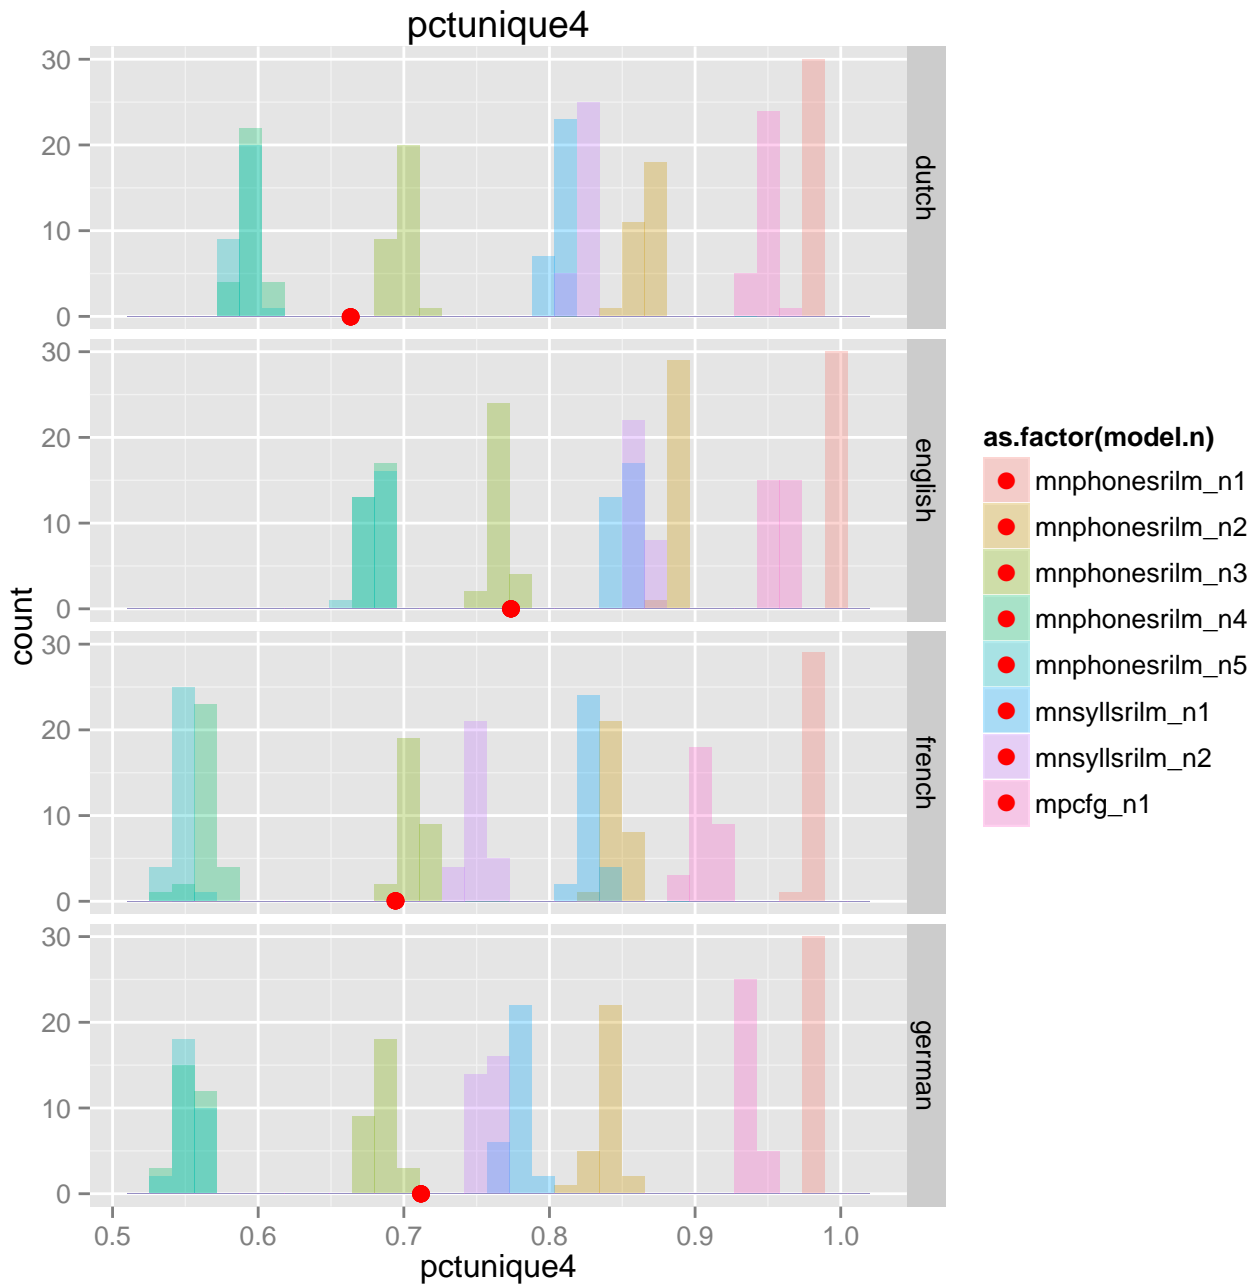 pctunique4
30
20
10
0
dutch
30
20
10
0
english
30
20
10
0
french
30
20
10
0
german
count
0.5 0.6 0.7 0.8 0.9 1.0
pctunique4
as.factor(model.n)
mnphonesrilm_n1
mnphonesrilm_n2
mnphonesrilm_n3
mnphonesrilm_n4
mnphonesrilm_n5
mnsyllsrilm_n1
mnsyllsrilm_n2
mpcfg_n1